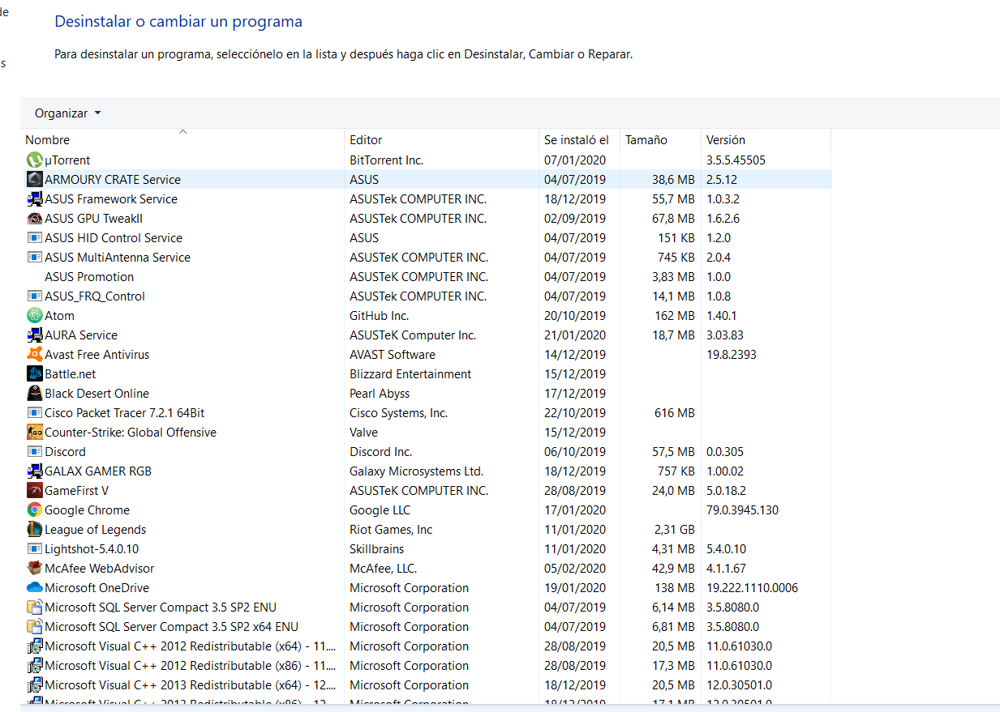 de
Desinstalar o cambiar un programa
Para desinstalar un programa, selecciónelo en la lista y después haga clic en Desinstalar, Cambiar o Reparar.
s
Organizar
Nombre Editor Se instaló el Tamaño Versión
µTorrent BitTorrent Inc. 07/01/2020 3.5.5.45505
ARMOURY CRATE Service ASUS 04/07/2019 38,6 MB 2.5.12
ASUS Framework Service ASUSTek COMPUTER INC. 18/12/2019 55,7 MB 1.0.3.2
ASUS GPU TweakII ASUSTek COMPUTER INC. 02/09/2019 67,8 MB 1.6.2.6
ASUS HID Control Service ASUS 04/07/2019 151 KB 1.2.0
ASUS MultiAntenna Service ASUSTeK COMPUTER INC. 04/07/2019 745 KB 2.0.4
ASUS Promotion ASUSTeK COMPUTER INC. 04/07/2019 3,83 MB 1.0.0
ASUS_FRQ_Control ASUSTek COMPUTER INC. 04/07/2019 14,1 MB 1.0.8
Atom GitHub Inc. 20/10/2019 162 MB 1.40.1
AURA Service ASUSTeK Computer Inc. 21/01/2020 18,7 MB 3.03.83
Avast Free Antivirus AVAST Software 14/12/2019 19.8.2393
Battle.net Blizzard Entertainment 15/12/2019
Black Desert Online Pearl Abyss 17/12/2019
Cisco Packet Tracer 7.2.1 64Bit Cisco Systems, Inc. 22/10/2019 616 MB
Counter-Strike: Global Offensive Valve 15/12/2019
Discord Discord Inc. 06/10/2019 57,5 MB 0.0.305
GALAX GAMER RGB Galaxy Microsystems Ltd. 18/12/2019 757 KB 1.00.02
GameFirst V ASUSTeK COMPUTER INC. 28/08/2019 24,0 MB 5.0.18.2
Google Chrome Google LLC 17/01/2020 79.0.3945.130
League of Legends Riot Games, Inc 11/01/2020 2,31 GB
Lightshot-5.4.0.10 Skillbrains 11/01/2020 4,31 MB 5.4.0.10
McAfee WebAdvisor McAfee, LLC. 05/02/2020 42,9 MB 4.1.1.67
Microsoft OneDrive Microsoft Corporation 19/01/2020 138 MB 19.222.1110.0006
Microsoft SQL Server Compact 3.5 SP2 ENU Microsoft Corporation 04/07/2019 6,14 MB 3.5.8080.0
Microsoft SQL Server Compact 3.5 SP2 x64 ENU Microsoft Corporation 04/07/2019 6,81 MB 3.5.8080.0
Microsoft Visual C++ 2012 Redistributable (x64) - 11.... Microsoft Corporation 28/08/2019 20,5 MB 11.0.61030.0
Microsoft Visual C++ 2012 Redistributable (x86) - 11.... Microsoft Corporation 28/08/2019 17,3 MB 11.0.61030.0
Microsoft Visual C++ 2013 Redistributable (x64) - 12.... Microsoft Corporation 18/12/2019 20,5 MB 12.0.30501.0
Microsoft Visual C++ 2013 Redistributable (x86) - 12.... Microsoft Corporation 18/12/2019 17,1 MB 12.0.30501.0